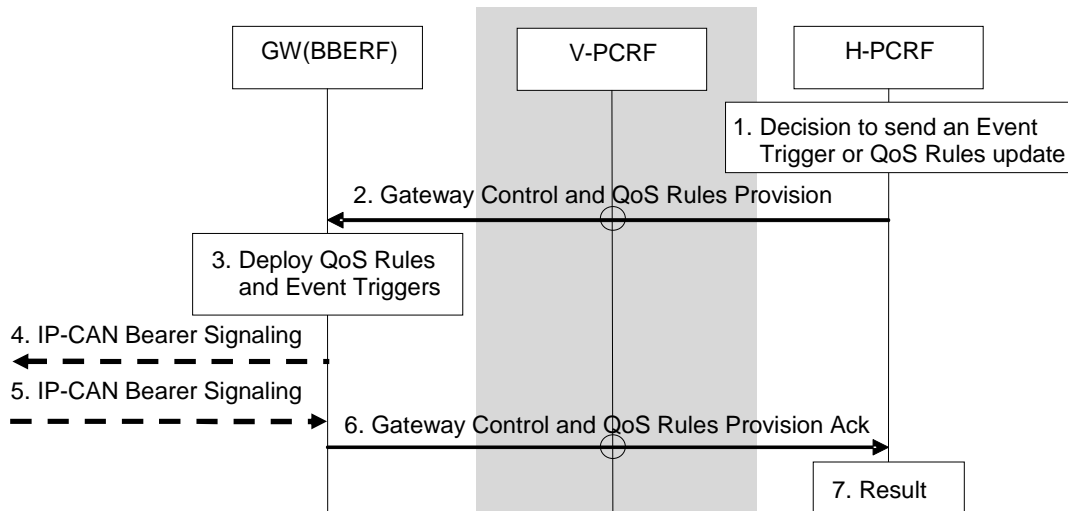 GW(BBERF)
V-PCRF
H-PCRF
1. Decision to send an Event
Trigger or QoS Rules update
2. Gateway Control and QoS Rules Provision
3. Deploy QoS Rules
and Event Triggers
4. IP-CAN Bearer Signaling
5. IP-CAN Bearer Signaling
6. Gateway Control and QoS Rules Provision Ack
7. Result